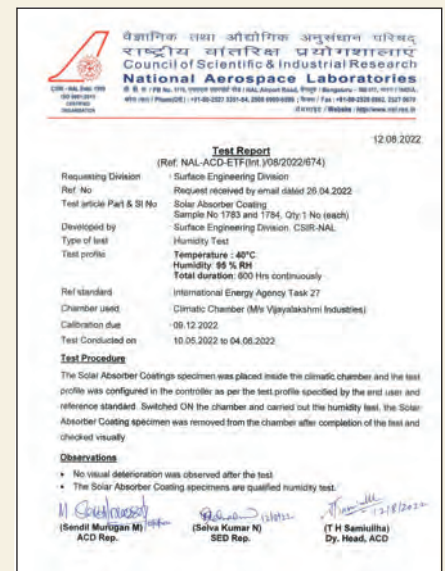 वैज्ञानिक तथा औद्योगिक अनुसंधान परिषद्
राष्ट्रीय वांतरिक्ष प्रयोगशालाएं
Council of Scientific & Industrial Research
National Aerospace Laboratories
12.08.2022
Test Report
(Ref: NAL-ACD-ETF(Int.)/08/2022/674)
Requesting Division : Surface Engineering Division
Ref. No Request received by email dated 26.04.2022
Test article Part & Sl No Solar Absorber Coating
Sample No 1783 and 1784, Qty 1 No (each)
Developed by Surface Engineering Division, CSIR-NAL
Type of test Humidity Test
Test profile Temperature : 40°C
Humidity: 95 % RH
Total duration: 600 Hrs continuously
Ref standard International Energy Agency Task 27
Chamber used Climatic Chamber (M/s Vijayalakshmi Industries)
Calibration due 09.12.2022
Test Conducted on 10.05.2022 to 04.06.2022
Test Procedure
The Solar Absorber Coatings specimen was placed inside the climatic chamber and the test
profile was configured in the controller as per the test profile specified by the end user and
reference standard. Switched ON the chamber and carried out the humidity test, the Solar
Absorber Coating specimen was removed from the chamber after completion of the test and
checked visually.
Observations
• No visual deterioration was observed after the test.
• The Solar Absorber Coating specimens are qualified humidity test.
12/8/2022
(Sendil Murugan M) (Selva Kumar N) (T H Samiulha)
ACD Rep. SED Rep. Dy. Head, ACD